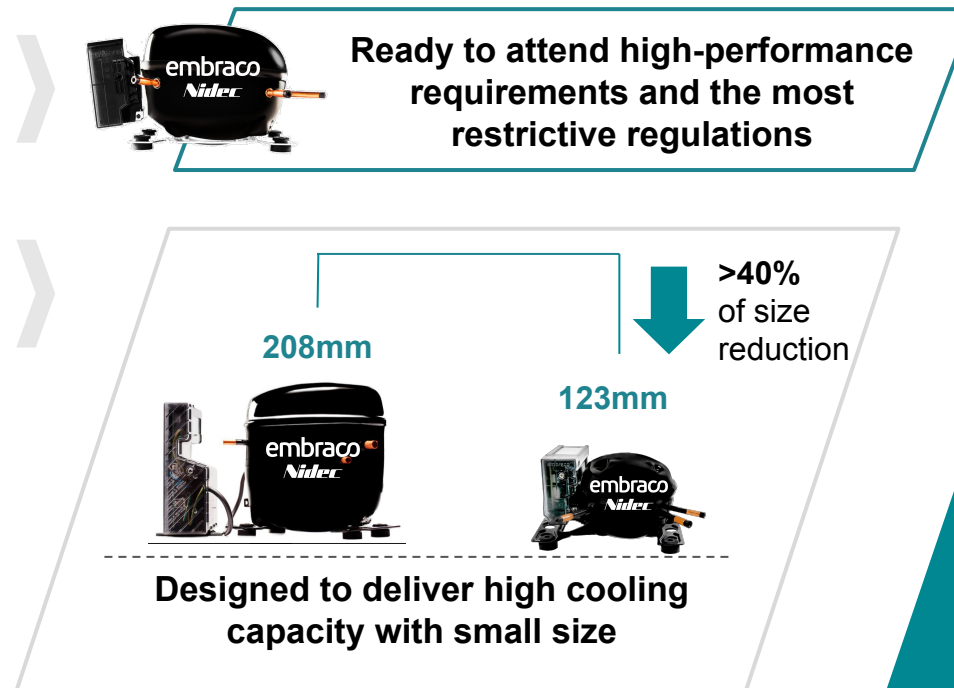 embraco
Nidec
Ready to attend high-performance
requirements and the most
restrictive regulations
>40%
of size
reduction
208mm
123mm
embraco
Nidec
embraco
Nidec
Designed to deliver high cooling
capacity with small size